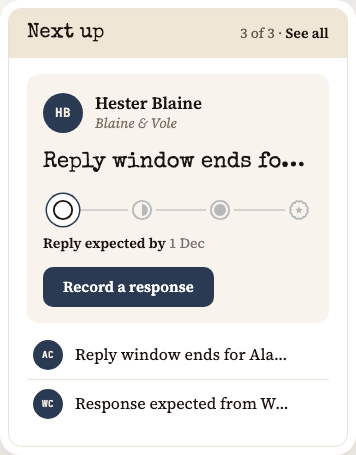 Next up
3 of 3 · See all
HB
Hester Blaine
Blaine & Vole
Reply window ends fo...
Reply expected by 1 Dec
Record a response
AC
Reply window ends for Ala...
WC
Response expected from W...